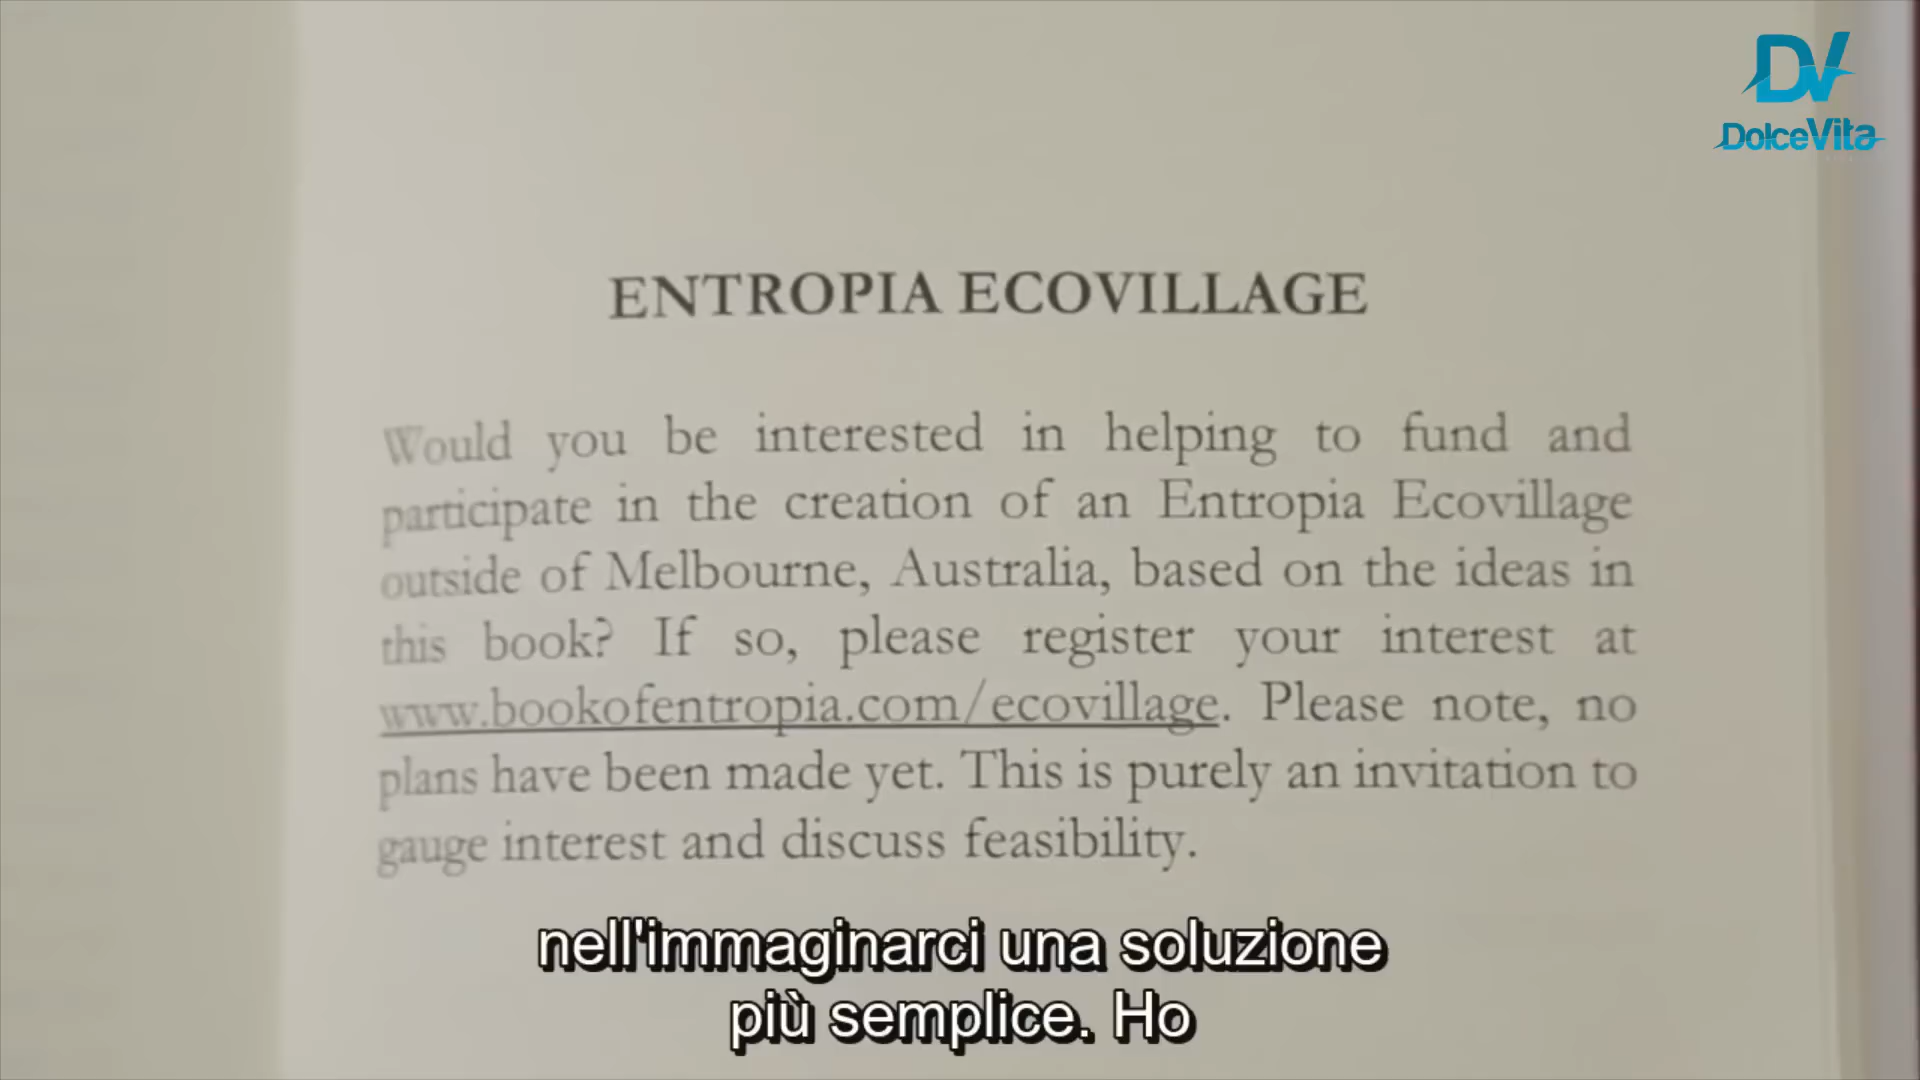 DV
DolceVita
ENTROPIA ECOVILLAGE
Would you be interested in helping to fund and
participate in the creation of an Entropia Ecovillage
outside of Melbourne, Australia, based on the ideas in
this book? If so, please register your interest at
www.bookofentropia.com/ecovillage. Please note, no
plans have been made yet. This is purely an invitation to
gauge interest and discuss feasibility.
nell'immaginarci una soluzione
più semplice. Ho